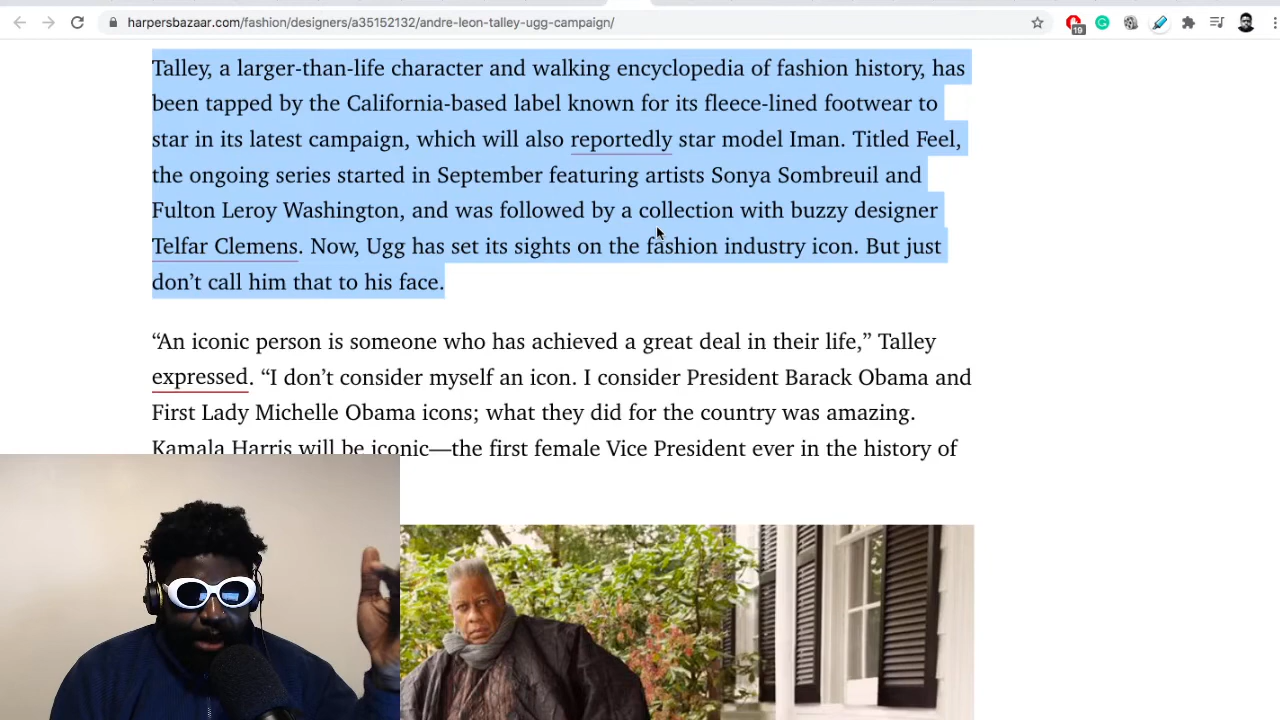 harpersbazaar.com/fashion/designers/a35152132/andre-leon-talley-ugg-campaign/
19
Talley, a larger-than-life character and walking encyclopedia of fashion history, has
been tapped by the California-based label known for its fleece-lined footwear to
star in its latest campaign, which will also reportedly star model Iman. Titled Feel,
the ongoing series started in September featuring artists Sonya Sombreuil and
Fulton Leroy Washington, and was followed by a collection with buzzy designer
Telfar Clemens. Now, Ugg has set its sights on the fashion industry icon. But just
don’t call him that to his face.
“An iconic person is someone who has achieved a great deal in their life,” Talley
expressed. “I don’t consider myself an icon. I consider President Barack Obama and
First Lady Michelle Obama icons; what they did for the country was amazing.
Kamala Harris will be iconic—the first female Vice President ever in the history of